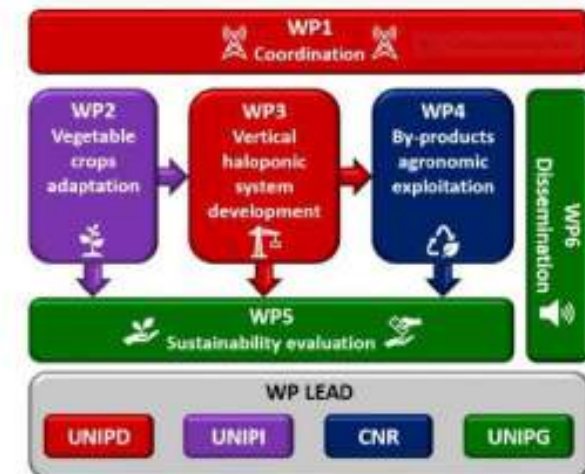 WP1
Coordination
WP2
Vegetable
crops
adaptation
WP3
Vertical
haloponic
system
development
WP4
By-products
agronomic
exploitation
WP6
Dissemination
WP5
Sustainability evaluation
WP LEAD
UNIPD
UNIPI
CNR
UNIPG